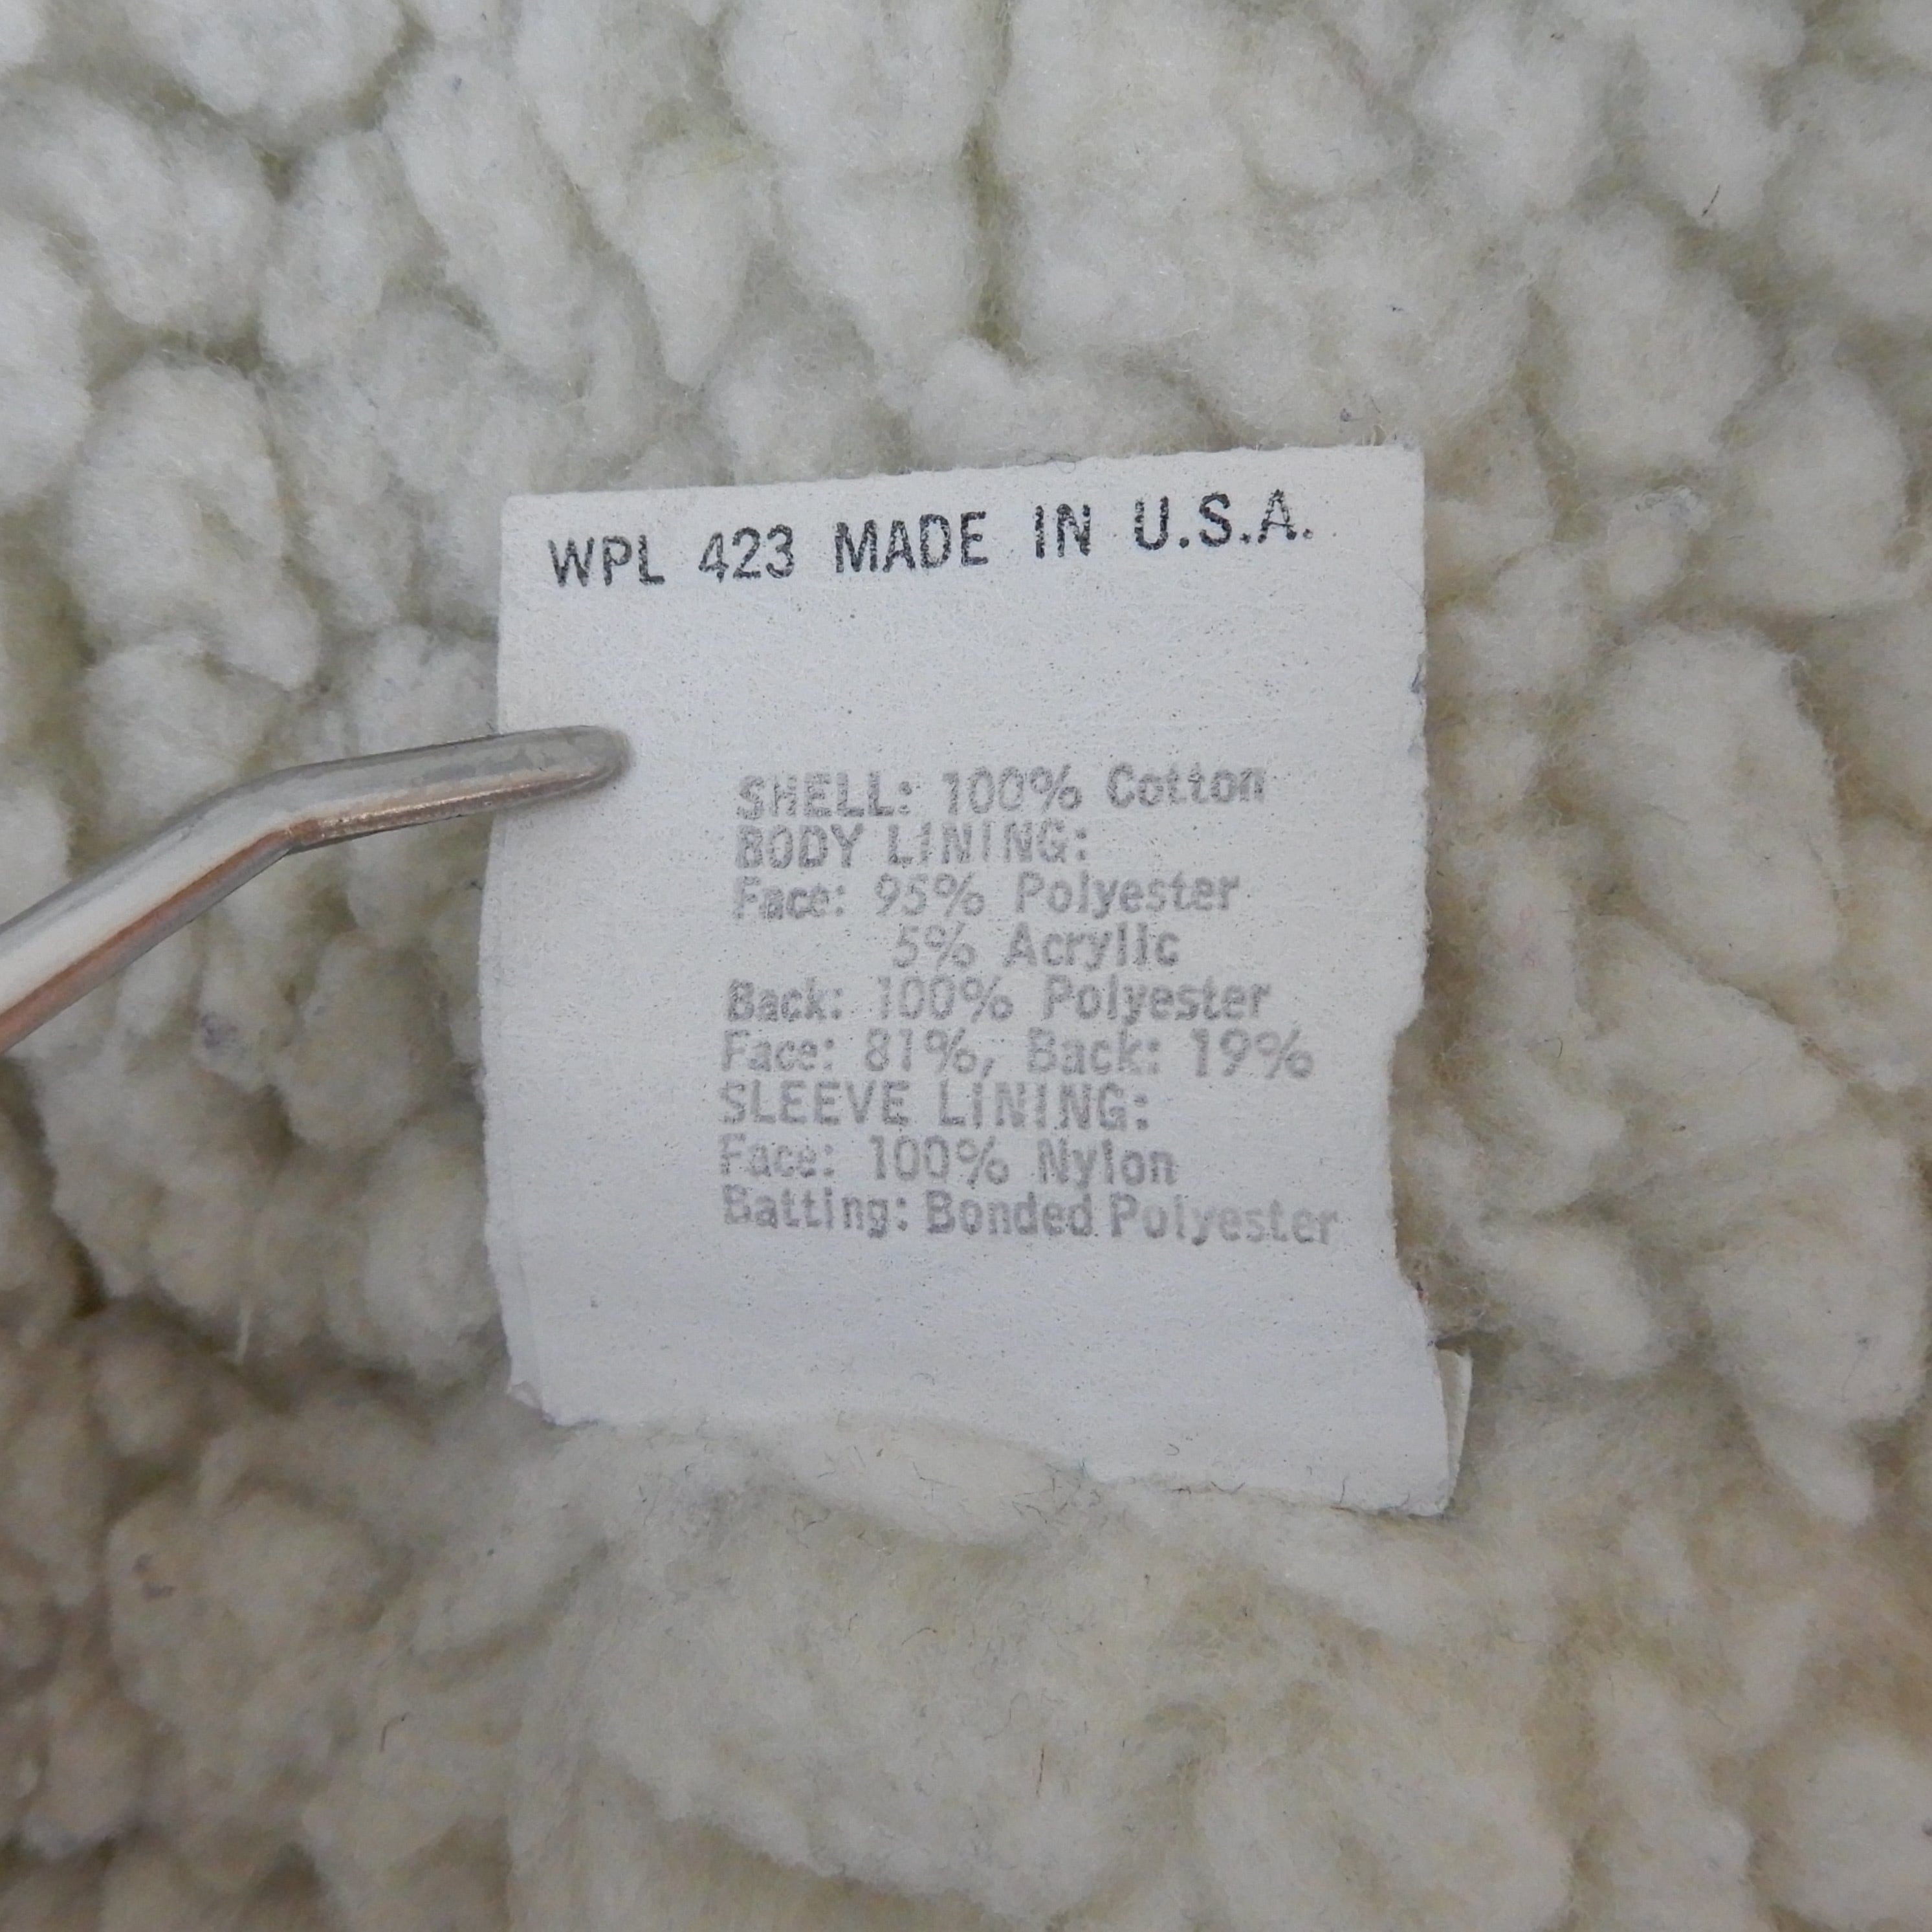 WPL 423 MADE IN U.S.A.
SHELL: 100% Cotton
BODY LINING:
Face: 95% Polyester
5% Acrylic
Back: 100% Polyester
Face: 81%, Back: 19%
SLEEVE LINING:
Face: 100% Nylon
Batting: Bonded Polyester